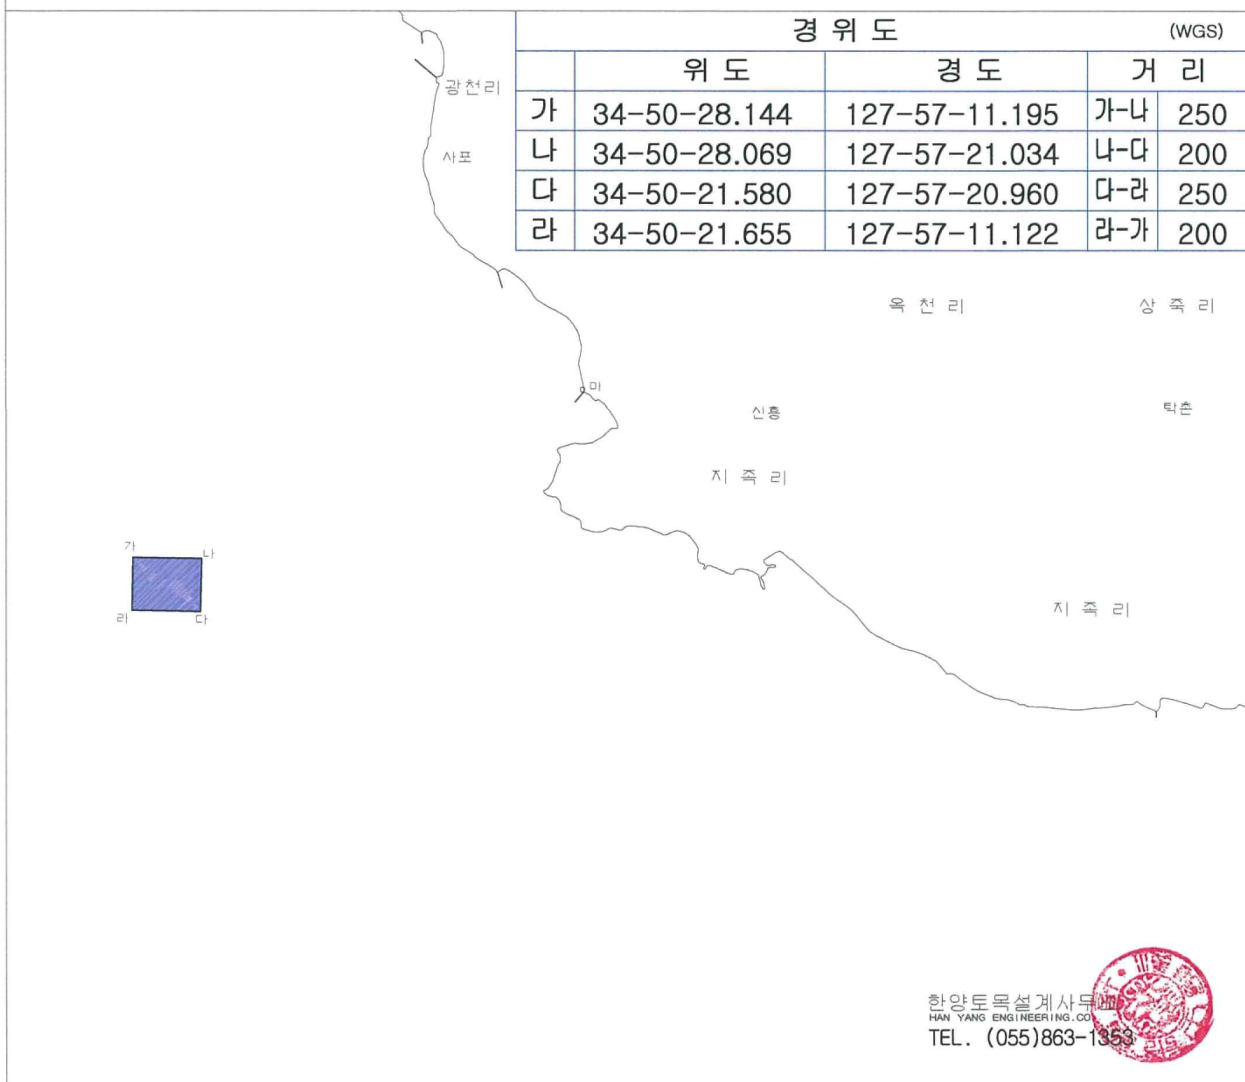 경 위 도 (WGS)
위 도 경 도 거 리
가 34-50-28.144 127-57-11.195 가-나 250
나 34-50-28.069 127-57-21.034 나-다 200
다 34-50-21.580 127-57-20.960 다-라 250
라 34-50-21.655 127-57-11.122 라-가 200
광천리
사포
옥 천 리
상 죽 리
마
신흥
탁촌
지 족 리
가
나
라
다
지 족 리
한양토목설계사무
HAN YANG ENGINEERING.CO
TEL. (055)863-1353